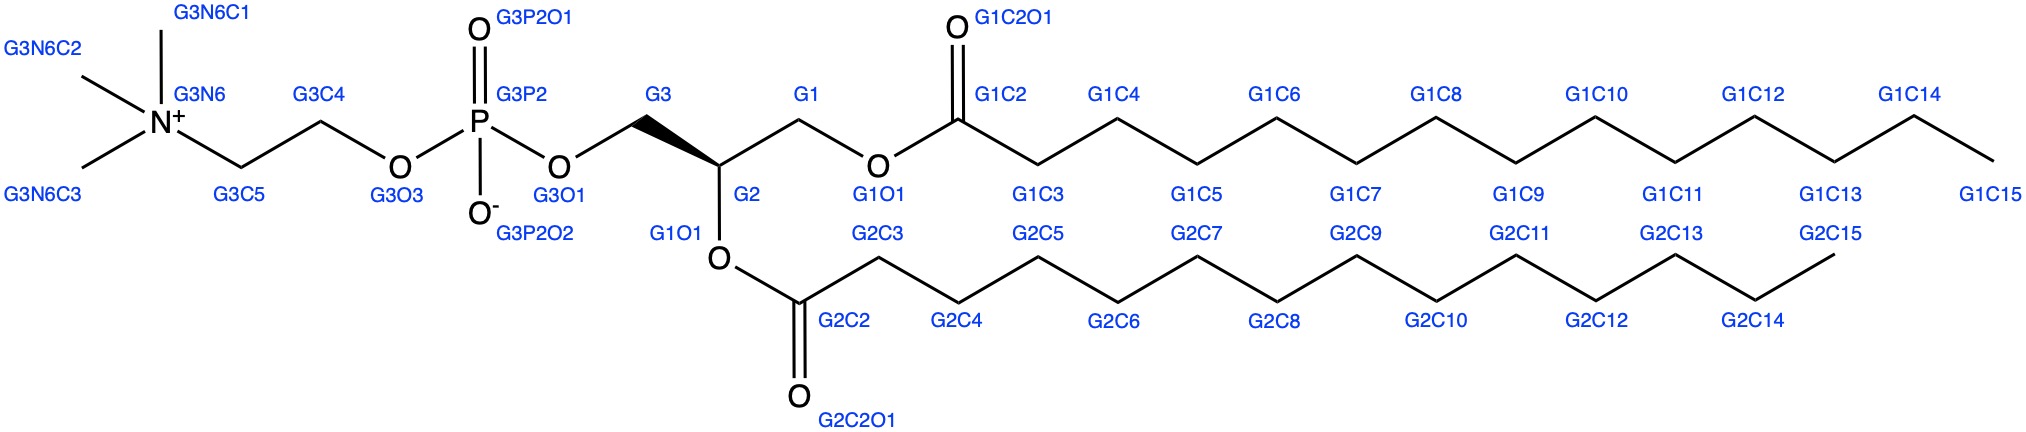 G3N6C1
G3P2O1
O
O
G1C2O1
G3N6C2
G3N6
G3C4
G3P2
G3
G1
G1C2
G1C4
G1C6
G1C8
G1C10
G1C12
G1C14
N+
P
O
O
O
G3N6C3
G3C5
G3O3
G3O1
G2
G1O1
G1C3
G1C5
G1C7
G1C9
G1C11
G1C13
G1C15
O-
G3P2O2
G1O1
G2C3
G2C5
G2C7
G2C9
G2C11
G2C13
G2C15
O
G2C2
G2C4
G2C6
G2C8
G2C10
G2C12
G2C14
O
G2C2O1